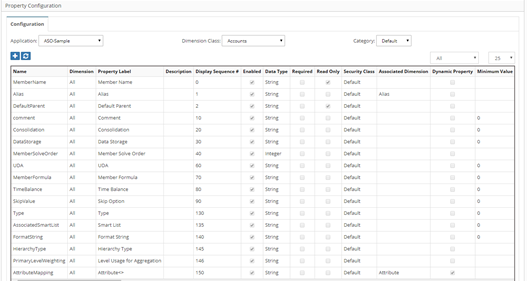 Property Configuration
Configuration
Application: ASO-Sample Dimension Class: Accounts Category: Default
All 25
Name Dimension Property Label Description Display Sequence # Enabled Data Type Required Read Only Security Class Associated Dimension Dynamic Property Minimum Value
MemberName All Member Name 0 String Default
Alias All Alias 1 String Default Alias
DefaultParent All Default Parent 2 String Default
comment All Comment 10 String Default 0
Consolidation All Consolidation 20 String Default 0
DataStorage All Data Storage 30 String Default 0
MemberSolveOrder All Member Solve Order 40 Integer Default
UDA All UDA 60 String Default 0
MemberFormula All Member Formula 70 String Default 0
TimeBalance All Time Balance 80 String Default 0
SkipValue All Skip Option 90 String Default 0
Type All Type 130 String Default 0
AssociatedSmartList All Smart List 135 String Default 0
FormatString All Format String 140 String Default 0
HierarchyType All Hierarchy Type 145 String Default
PrimaryLevelWeighting All Level Usage for Aggregation 146 String Default
AttributeMapping All Attribute<> 150 String Default Attribute